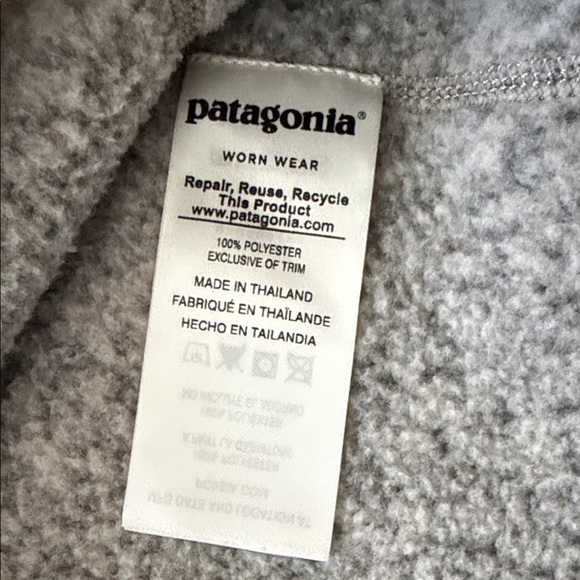 patagonia®
WORN WEAR
Repair, Reuse, Recycle
This Product
www.patagonia.com
100% POLYESTER
EXCLUSIVE OF TRIM
MADE IN THAILAND
FABRIQUÉ EN THAÏLANDE
HECHO EN TAILANDIA